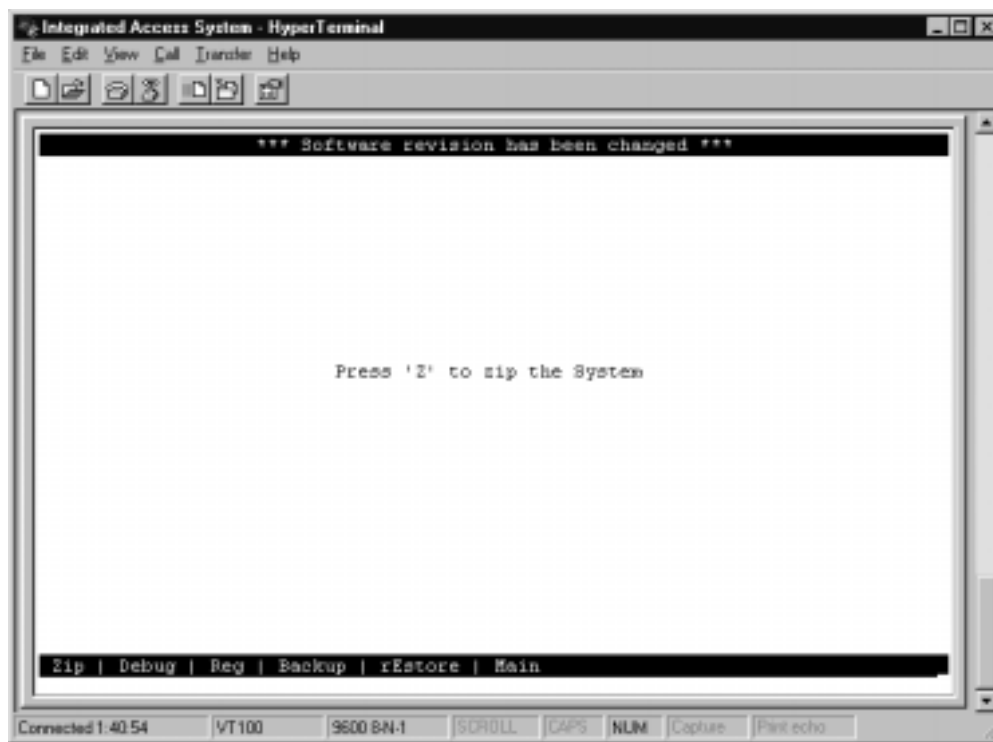 Integrated Access System - HyperTerminal
File Edit View Call Transfer Help
*** Software revision has been changed ***
Press 'Z' to zip the System
Zip | Debug | Reg | Backup | rEstore | Main
Connected 1:40:54 VT100 9600 8-N-1 SCROLL CAPS NUM Capture Print echo